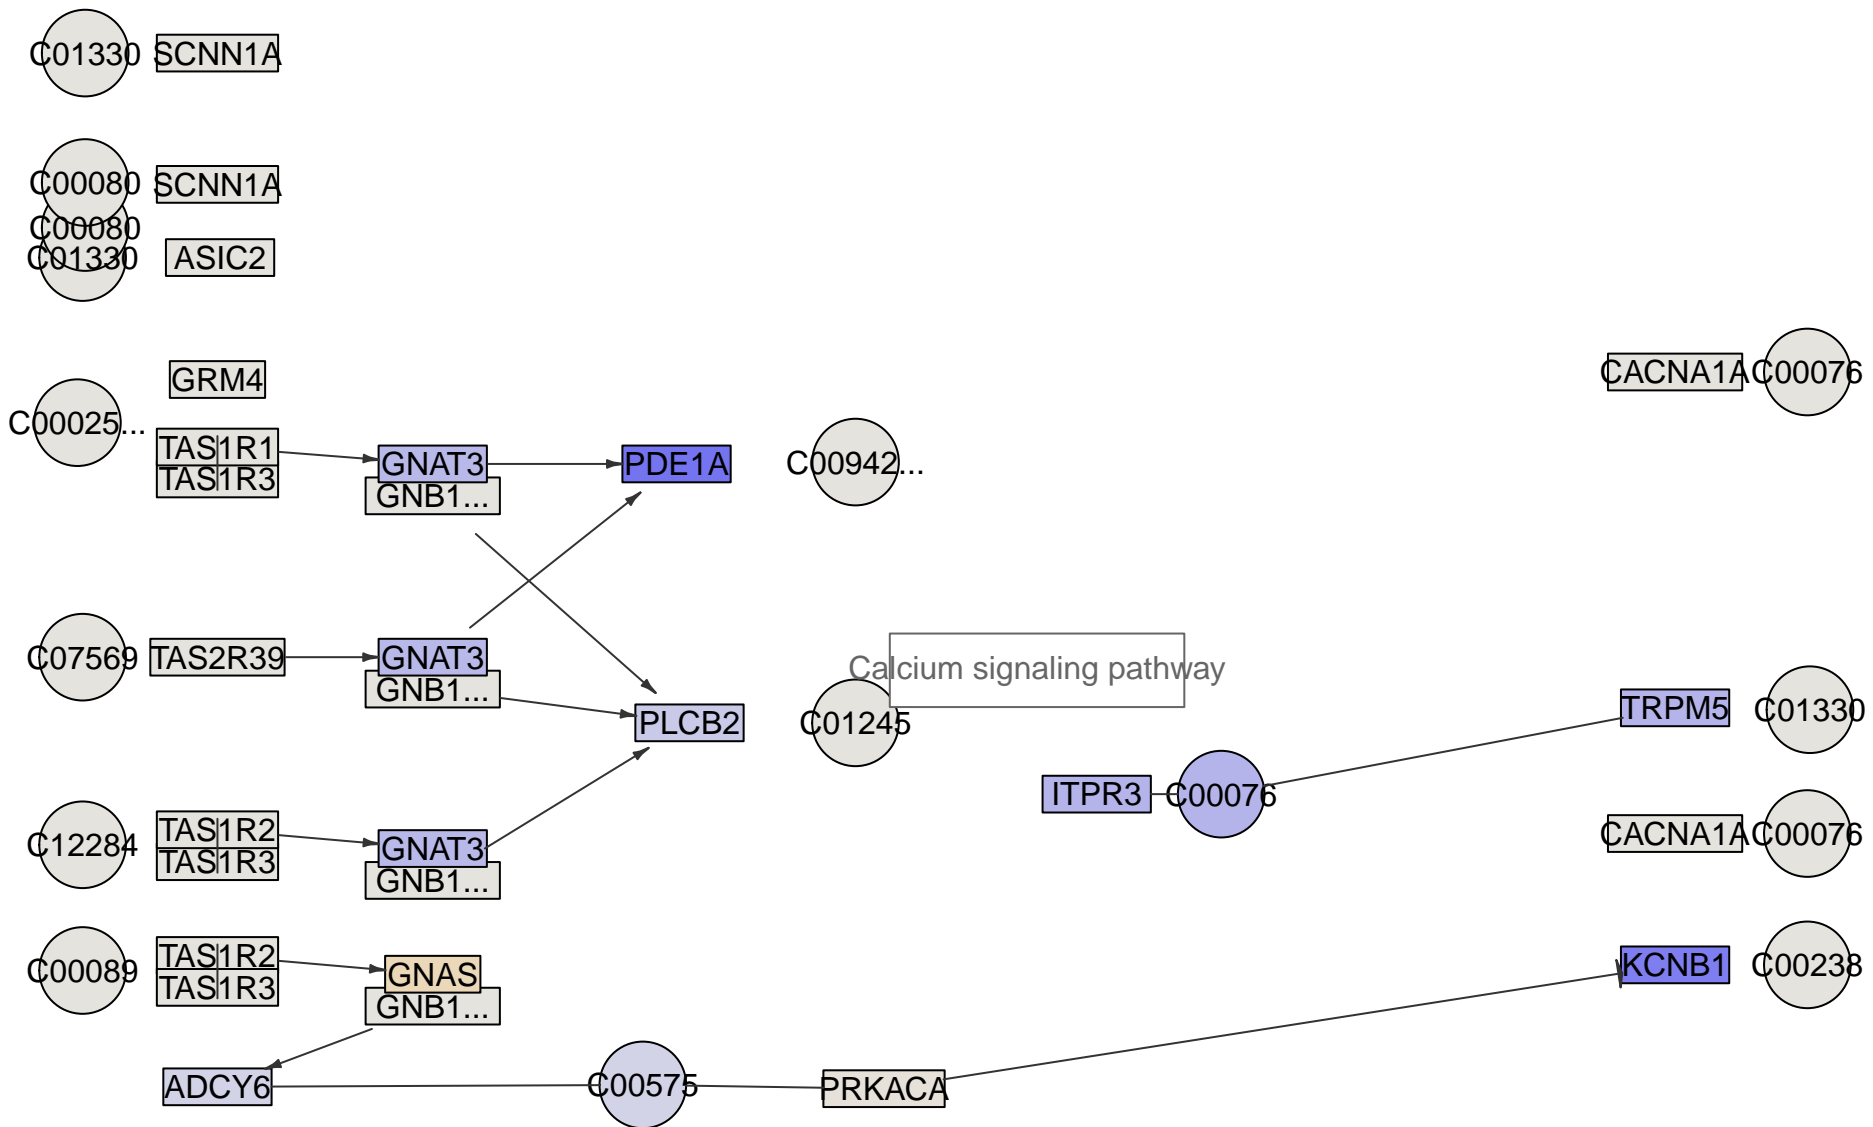 C01330 SCNN1A
C00080 SCNN1A
C00080
C01330 ASIC2
GRM4
CACNA1A C00076
C00025...
TAS1R1
GNAT3 PDE1A C00942...
TAS1R3
GNB1...
C07569 TAS2R39 GNAT3
Calcium signaling pathway
GNB1...
PLCB2 C01245
TRPM5 C01330
ITPR3 C00076
TAS1R2
CACNA1A C00076
C12284 GNAT3
TAS1R3
GNB1...
TAS1R2
C00089 GNAS
KCNB1 C00238
TAS1R3
GNB1...
ADCY6 C00575 PRKACA